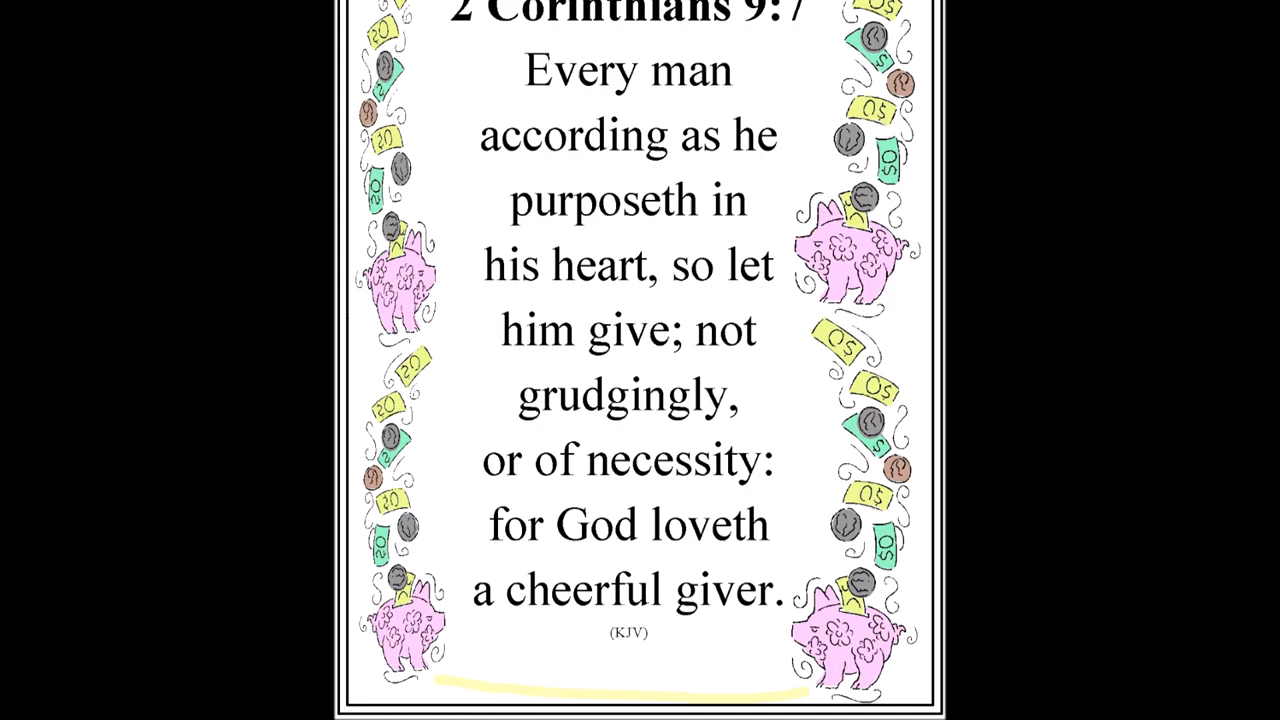 2 Corinthians 9:7
Every man
according as he
purposeth in
his heart, so let
him give; not
grudgingly,
or of necessity:
for God loveth
a cheerful giver.
(KJV)